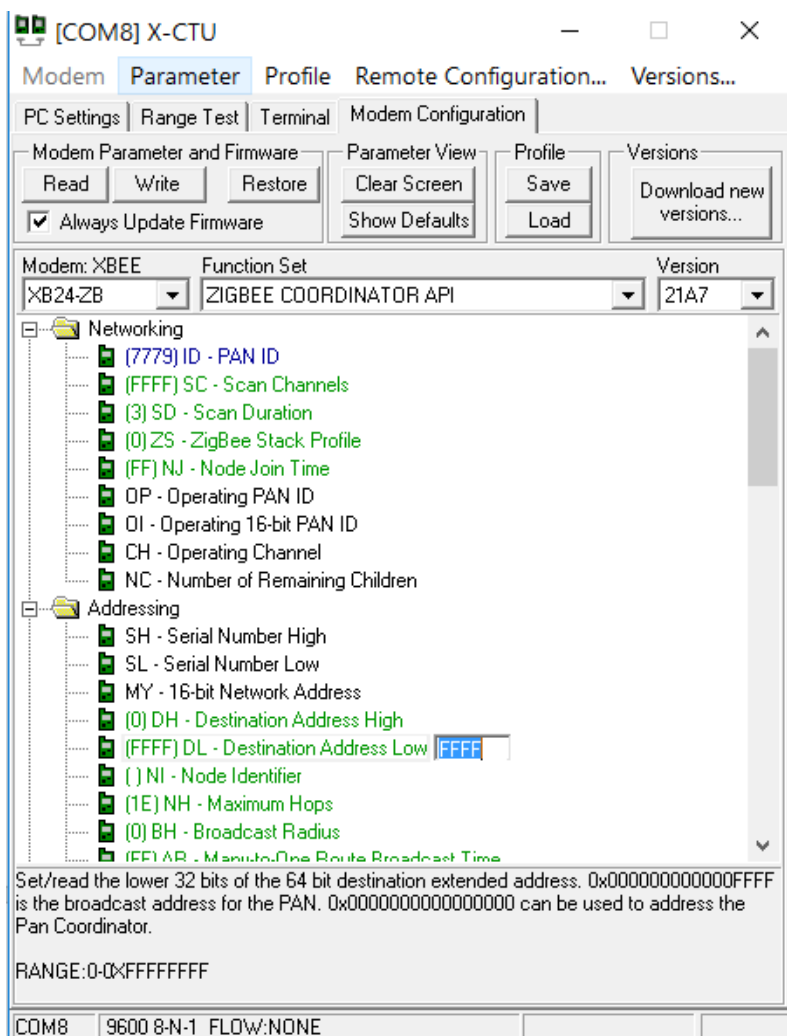 [COM8] X-CTU
Modem Parameter Profile Remote Configuration... Versions...
PC Settings Range Test Terminal Modem Configuration
Modem Parameter and Firmware Parameter View Profile Versions
Read Write Restore Clear Screen Save Download new versions...
Always Update Firmware Show Defaults Load
Modem: XBEE Function Set Version
XB24-ZB ZIGBEE COORDINATOR API 21A7
Networking
(7779) ID - PAN ID
(FFFF) SC - Scan Channels
(3) SD - Scan Duration
(0) ZS - ZigBee Stack Profile
(FF) NJ - Node Join Time
OP - Operating PAN ID
OI - Operating 16-bit PAN ID
CH - Operating Channel
NC - Number of Remaining Children
Addressing
SH - Serial Number High
SL - Serial Number Low
MY - 16-bit Network Address
(0) DH - Destination Address High
(FFFF) DL - Destination Address Low FFFF
( ) NI - Node Identifier
(1E) NH - Maximum Hops
(0) BH - Broadcast Radius
(FF) AR - Many-to-One Route Broadcast Time
Set/read the lower 32 bits of the 64 bit destination extended address. 0x000000000000FFFF
is the broadcast address for the PAN. 0x0000000000000000 can be used to address the
Pan Coordinator.
RANGE:0-0XFFFFFFFF
COM8 9600 8-N-1 FLOW:NONE